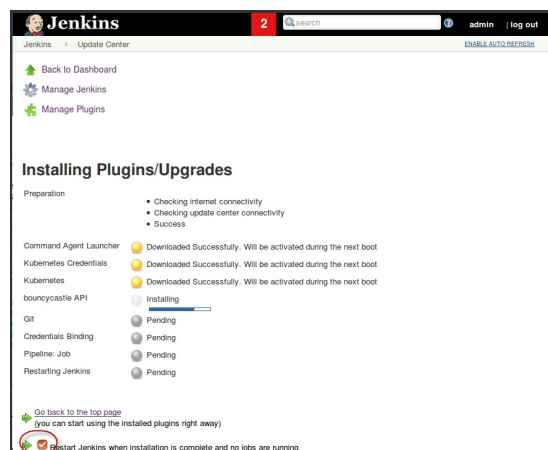 Jenkins
2
search
admin | log out
Jenkins › Update Center
ENABLE AUTO REFRESH
Back to Dashboard
Manage Jenkins
Manage Plugins
Installing Plugins/Upgrades
Preparation
• Checking internet connectivity
• Checking update center connectivity
• Success
Command Agent Launcher Downloaded Successfully. Will be activated during the next boot
Kubernetes Credentials Downloaded Successfully. Will be activated during the next boot
Kubernetes Downloaded Successfully. Will be activated during the next boot
bouncycastle API Installing
Git Pending
Credentials Binding Pending
Pipeline: Job Pending
Restarting Jenkins Pending
Go back to the top page
(you can start using the installed plugins right away)
Restart Jenkins when installation is complete and no jobs are running